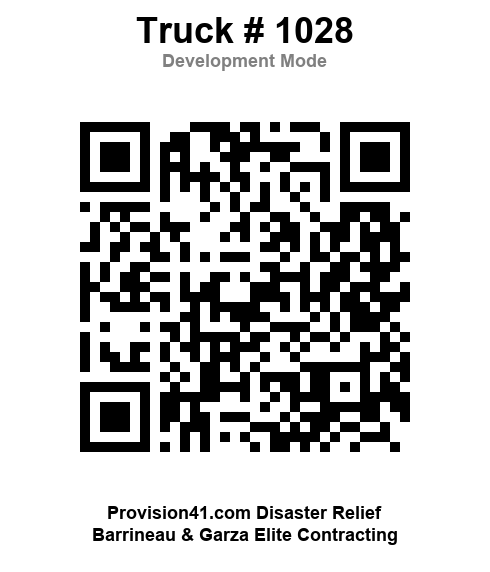 Truck # 1028
Development Mode
Provision41.com Disaster Relief
Barrineau & Garza Elite Contracting